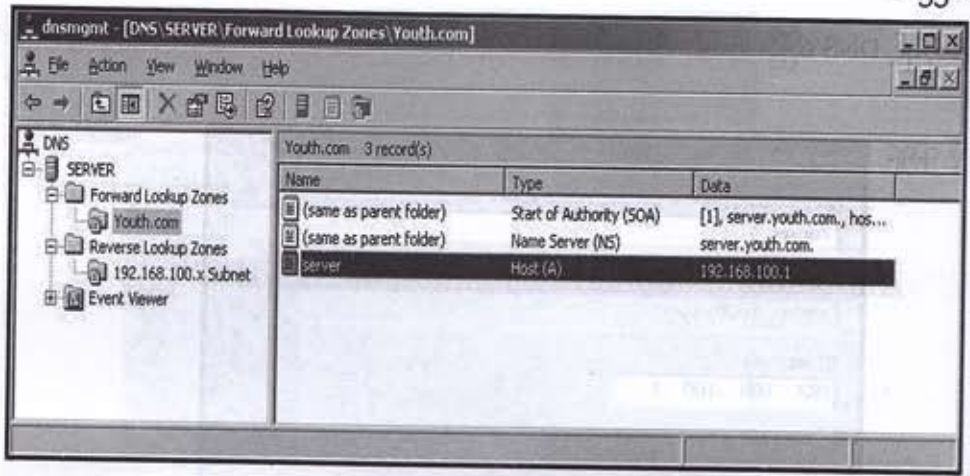 dnsmgmt - [DNS\SERVER\Forward Lookup Zones\Youth.com]
File Action View Window Help
DNS
SERVER
Forward Lookup Zones
Youth.com
Reverse Lookup Zones
192.168.100.x Subnet
Event Viewer
Youth.com 3 record(s)
Name Type Data
(same as parent folder) Start of Authority (SOA) [1], server.youth.com., hos...
(same as parent folder) Name Server (NS) server.youth.com.
server Host (A) 192.168.100.1